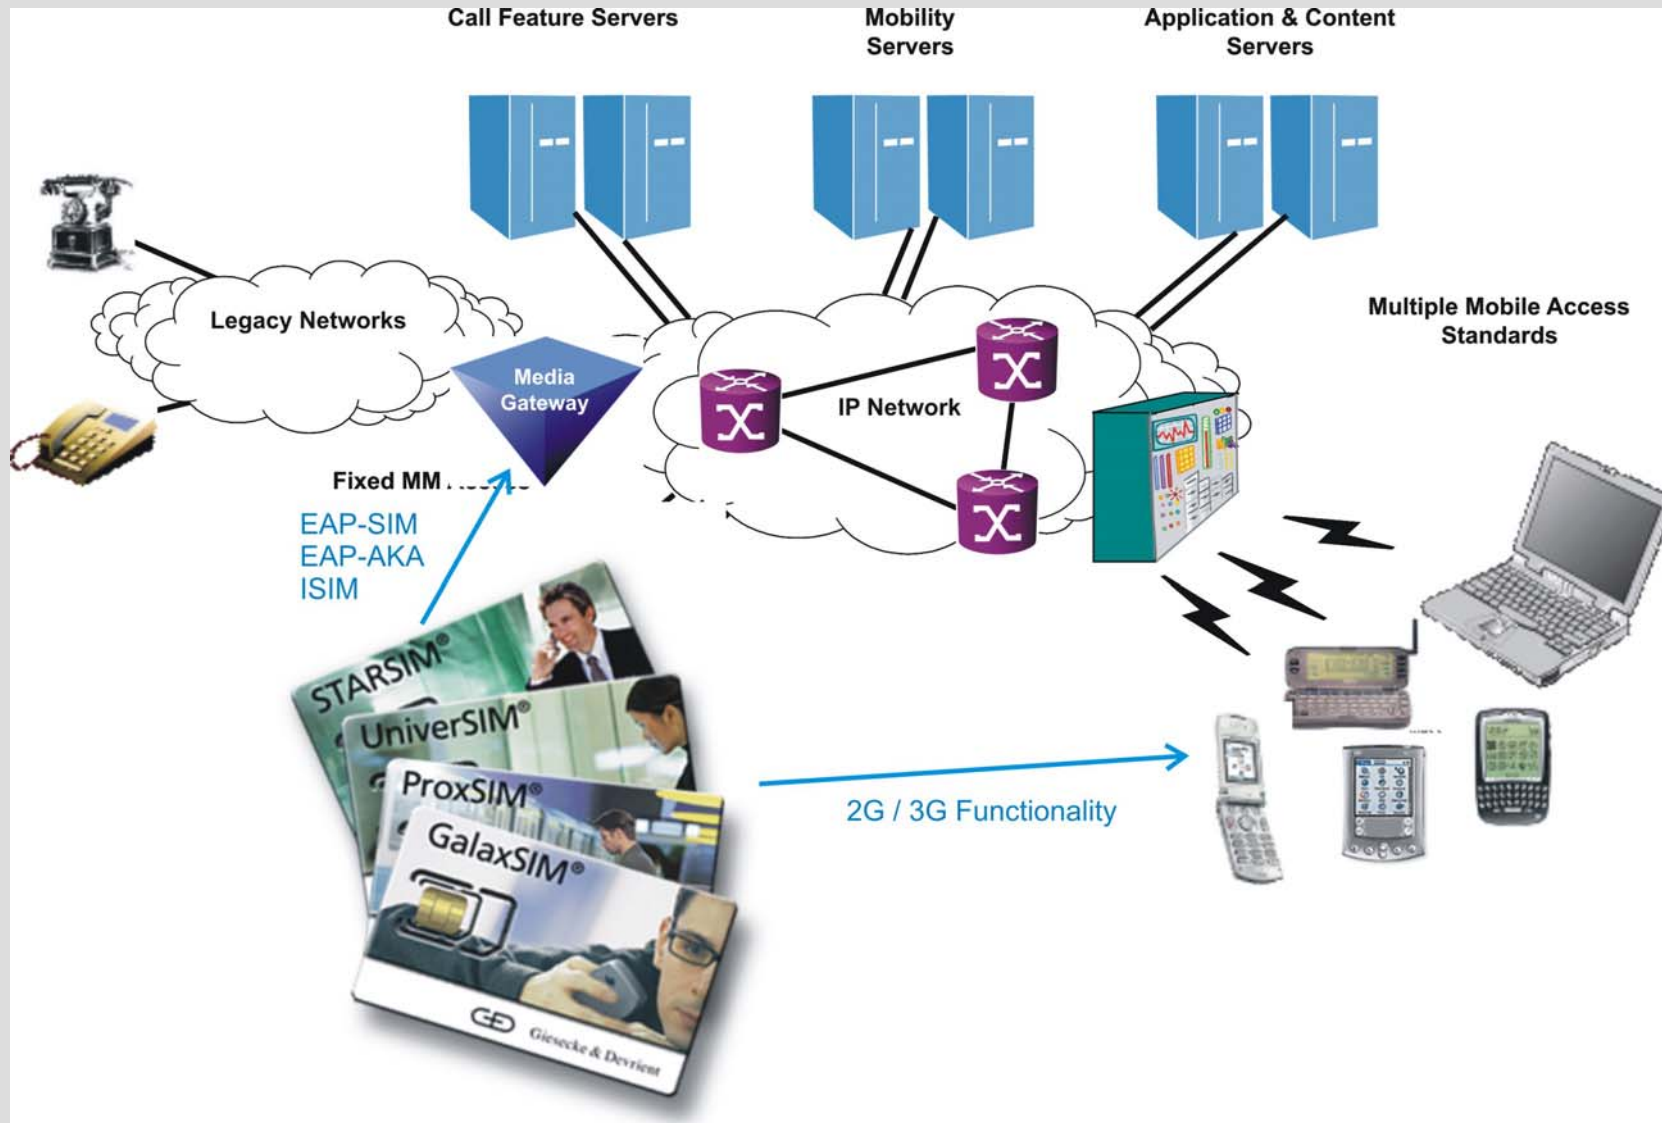 Call Feature Servers
Mobility
Servers
Application & Content
Servers
Legacy Networks
Multiple Mobile Access
Standards
Media
Gateway
IP Network
Fixed MM
EAP-SIM
EAP-AKA
ISIM
STARSIM®
UniverSIM®
ProxSIM®
GalaxSIM®
2G / 3G Functionality
Giesecke & Devrient